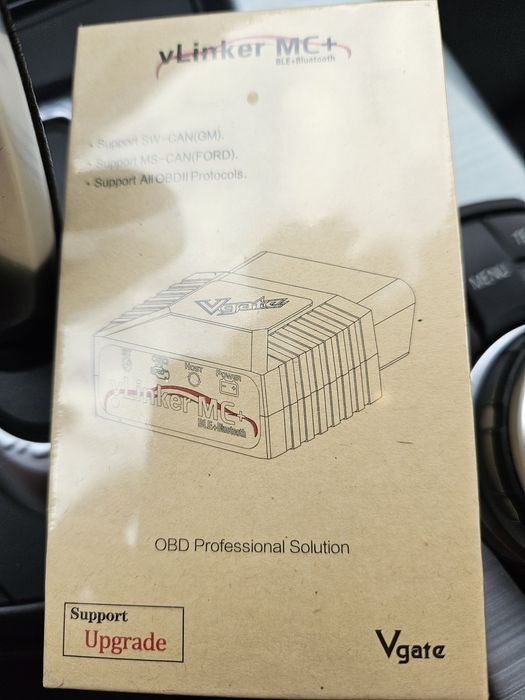 vLinker MC+
BLE+Bluetooth
• Support SW-CAN(GM).
• Support MS-CAN(FORD).
• Support All OBDII Protocols.
Vgate
HOST
POWER
vLinker MC+
BLE+Bluetooth
OBD Professional Solution
Support
Upgrade
Vgate
MENU